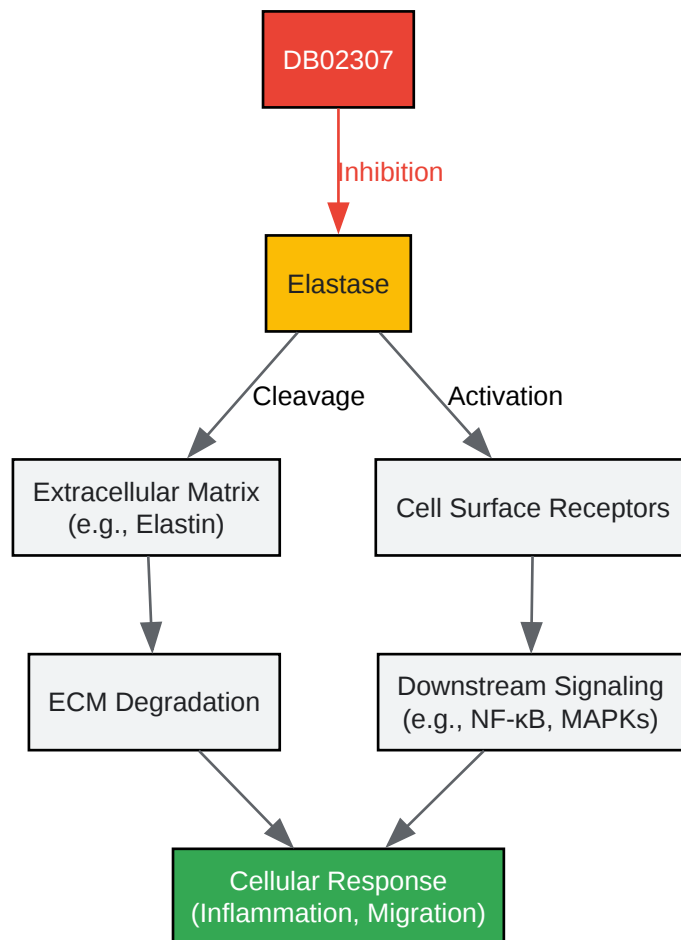 DB02307
Inhibition
Elastase
Cleavage
Activation
Extracellular Matrix
(e.g., Elastin)
Cell Surface Receptors
ECM Degradation
Downstream Signaling
(e.g., NF-κB, MAPKs)
Cellular Response
(Inflammation, Migration)